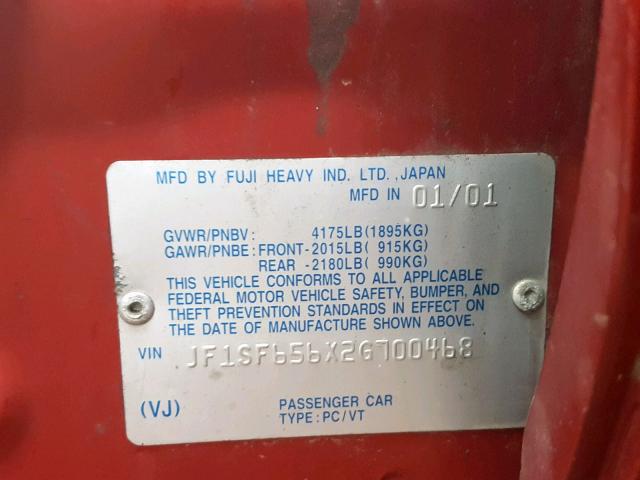 MFD BY FUJI HEAVY IND. LTD., JAPAN
MFD IN 01/01
GVWR/PNBV: 4175LB(1895KG)
GAWR/PNBE: FRONT-2015LB( 915KG)
REAR -2180LB( 990KG)
THIS VEHICLE CONFORMS TO ALL APPLICABLE
FEDERAL MOTOR VEHICLE SAFETY, BUMPER, AND
THEFT PREVENTION STANDARDS IN EFFECT ON
THE DATE OF MANUFACTURE SHOWN ABOVE.
VIN JF1SF656X2G700468
(VJ) PASSENGER CAR
TYPE:PC/VT